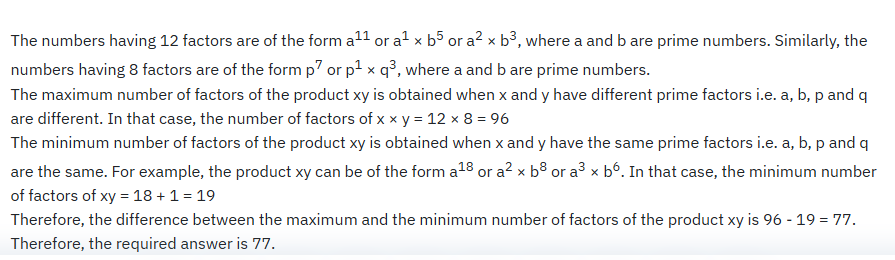 The numbers having 12 factors are of the form a¹¹ or a¹ × b⁵ or a² × b³, where a and b are prime numbers. Similarly, the
numbers having 8 factors are of the form p⁷ or p¹ × q³, where a and b are prime numbers.
The maximum number of factors of the product xy is obtained when x and y have different prime factors i.e. a, b, p and q
are different. In that case, the number of factors of x × y = 12 × 8 = 96
The minimum number of factors of the product xy is obtained when x and y have the same prime factors i.e. a, b, p and q
are the same. For example, the product xy can be of the form a¹⁸ or a² × b⁸ or a³ × b⁶. In that case, the minimum number
of factors of xy = 18 + 1 = 19
Therefore, the difference between the maximum and the minimum number of factors of the product xy is 96 - 19 = 77.
Therefore, the required answer is 77.